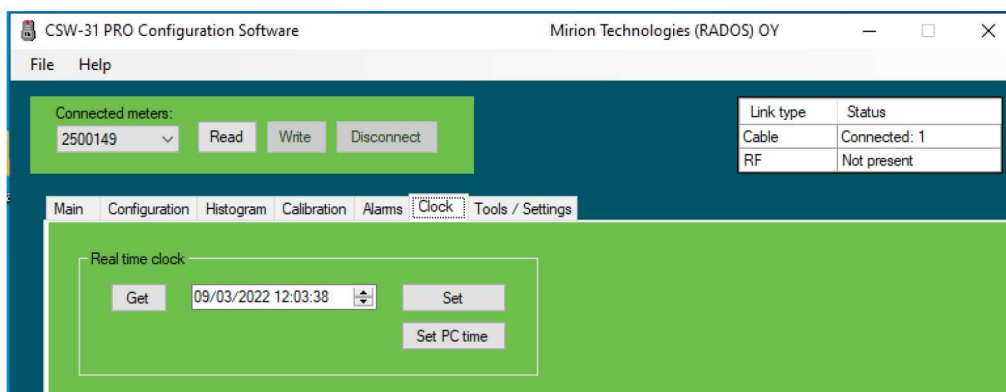 CSW-31 PRO Configuration Software Mirion Technologies (RADOS) OY
File Help
Connected meters:
2500149 Read Write Disconnect
Link type Status
Cable Connected: 1
RF Not present
Main Configuration Histogram Calibration Alarms Clock Tools / Settings
Real time clock
Get 09/03/2022 12:03:38 Set
Set PC time